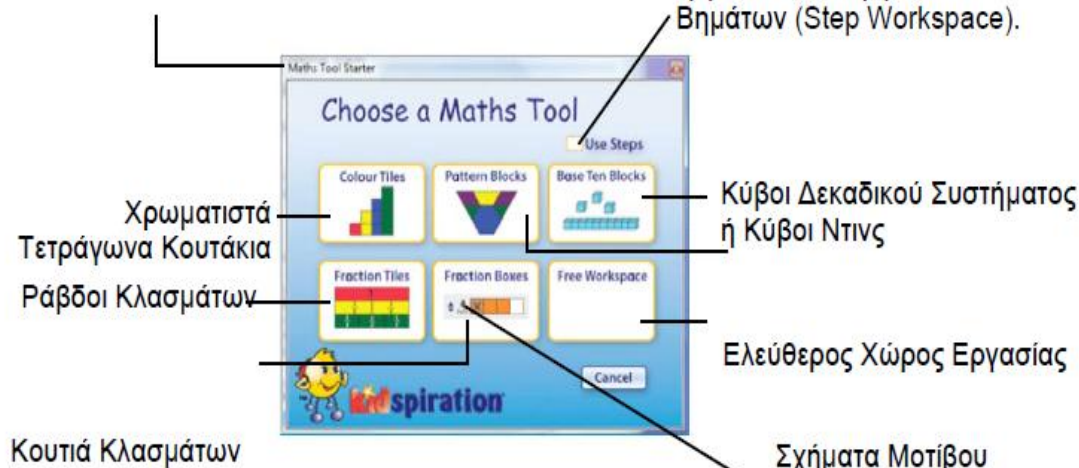 Βημάτων (Step Workspace).
Maths Tool Starter
Choose a Maths Tool
Use Steps
Colour Tiles
Pattern Blocks
Base Ten Blocks
Χρωματιστά
Τετράγωνα Κουτάκια
Κύβοι Δεκαδικού Συστήματος
ή Κύβοι Ντινς
Fraction Tiles
Fraction Boxes
Free Workspace
Ράβδοι Κλασμάτων
Ελεύθερος Χώρος Εργασίας
Cancel
kidspiration
Κουτιά Κλασμάτων
Σχήματα Μοτίβου